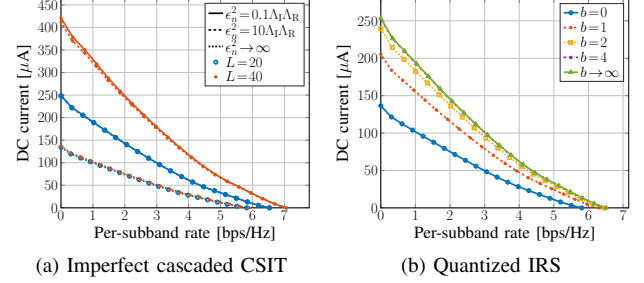 DC current [μA]
450
400
350
300
250
200
150
100
50
0
0 1 2 3 4 5 6 7
Per-subband rate [bps/Hz]
ϵ_n^2 = 0.1Λ_IΛ_R
ϵ_n^2 = 10Λ_IΛ_R
ϵ_n^2 → ∞
L = 20
L = 40
(a) Imperfect cascaded CSIT
DC current [μA]
250
200
150
100
50
0
0 1 2 3 4 5 6 7
Per-subband rate [bps/Hz]
b = 0
b = 1
b = 2
b = 4
b → ∞
(b) Quantized IRS